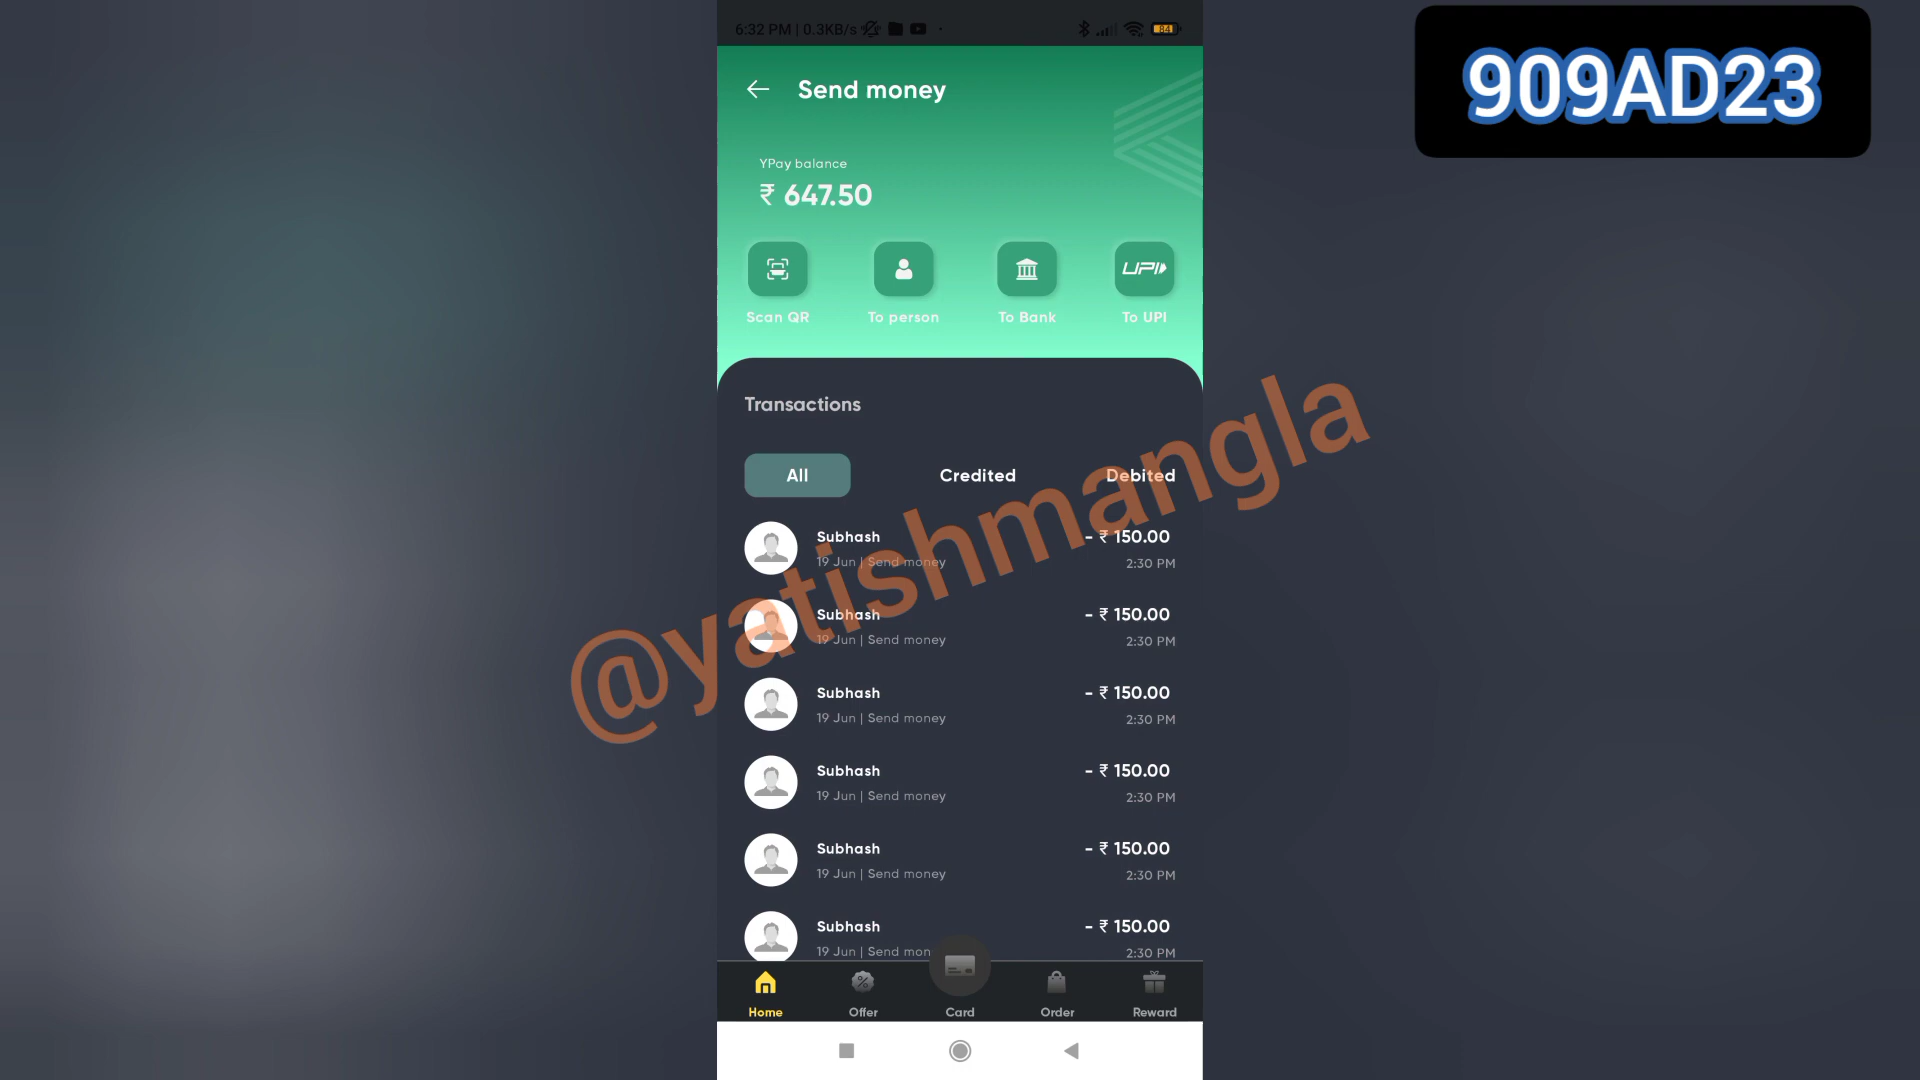 6:32 PM | 0.3KB/s
84
909AD23
Send money
YPay balance
₹ 647.50
UPI
Scan QR
To person
To Bank
To UPI
Transactions
All
Credited
Debited
@yatishmangla
Subhash
- ₹ 150.00
19 Jun | Send money
2:30 PM
Subhash
- ₹ 150.00
19 Jun | Send money
2:30 PM
Subhash
- ₹ 150.00
19 Jun | Send money
2:30 PM
Subhash
- ₹ 150.00
19 Jun | Send money
2:30 PM
Subhash
- ₹ 150.00
19 Jun | Send money
2:30 PM
Subhash
- ₹ 150.00
19 Jun | Send mon
2:30 PM
Home
Offer
Card
Order
Reward